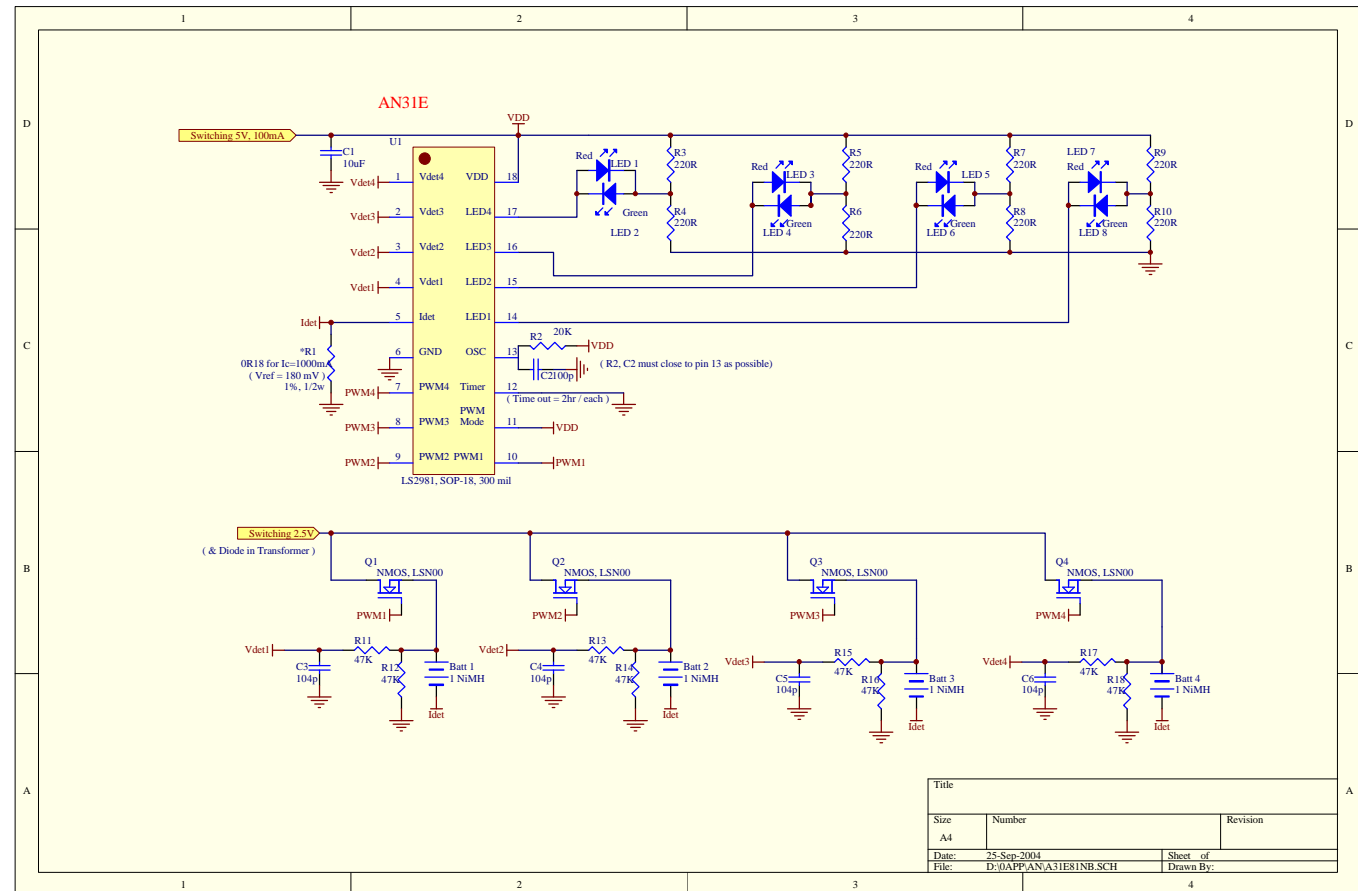 1 2 3 4
AN31E
D D
Switching 5V, 100mA
VDD
U1
C1
10uF
Vdet4 1 Vdet4 VDD 18
Vdet3 2 Vdet3 LED4 17
Vdet2 3 Vdet2 LED3 16
Vdet1 4 Vdet1 LED2 15
Idet 5 Idet LED1 14
6 GND OSC 13
PWM4 7 PWM4 Timer 12
PWM3 8 PWM3 PWM Mode 11 VDD
PWM2 9 PWM2 PWM1 10 PWM1
LS2981, SOP-18, 300 mil
*R1
0R18 for Ic=1000mA
( Vref = 180 mV )
1%, 1/2w
R2 20K
VDD
C2100p
( R2, C2 must close to pin 13 as possible)
( Time out = 2hr / each )
Red
LED 1
Green
LED 2
R3
220R
R4
220R
Red
LED 3
Green
LED 4
R5
220R
R6
220R
Red
LED 5
Green
LED 6
R7
220R
R8
220R
LED 7
Red
Green
LED 8
R9
220R
R10
220R
C C
Switching 2.5V
( & Diode in Transformer )
B B
Q1
NMOS, LSN00
PWM1
Vdet1
R11
47K
C3
104p
R12
47K
Batt 1
1 NiMH
Idet
Q2
NMOS, LSN00
PWM2
Vdet2
R13
47K
C4
104p
R14
47K
Batt 2
1 NiMH
Idet
Q3
NMOS, LSN00
PWM3
Vdet3
R15
47K
C5
104p
R16
47K
Batt 3
1 NiMH
Idet
Q4
NMOS, LSN00
PWM4
Vdet4
R17
47K
C6
104p
R18
47K
Batt 4
1 NiMH
Idet
A A
Title
Size Number Revision
A4
Date: 25-Sep-2004 Sheet of
File: D:\0APP\AN\A31E81NB.SCH Drawn By:
1 2 3 4